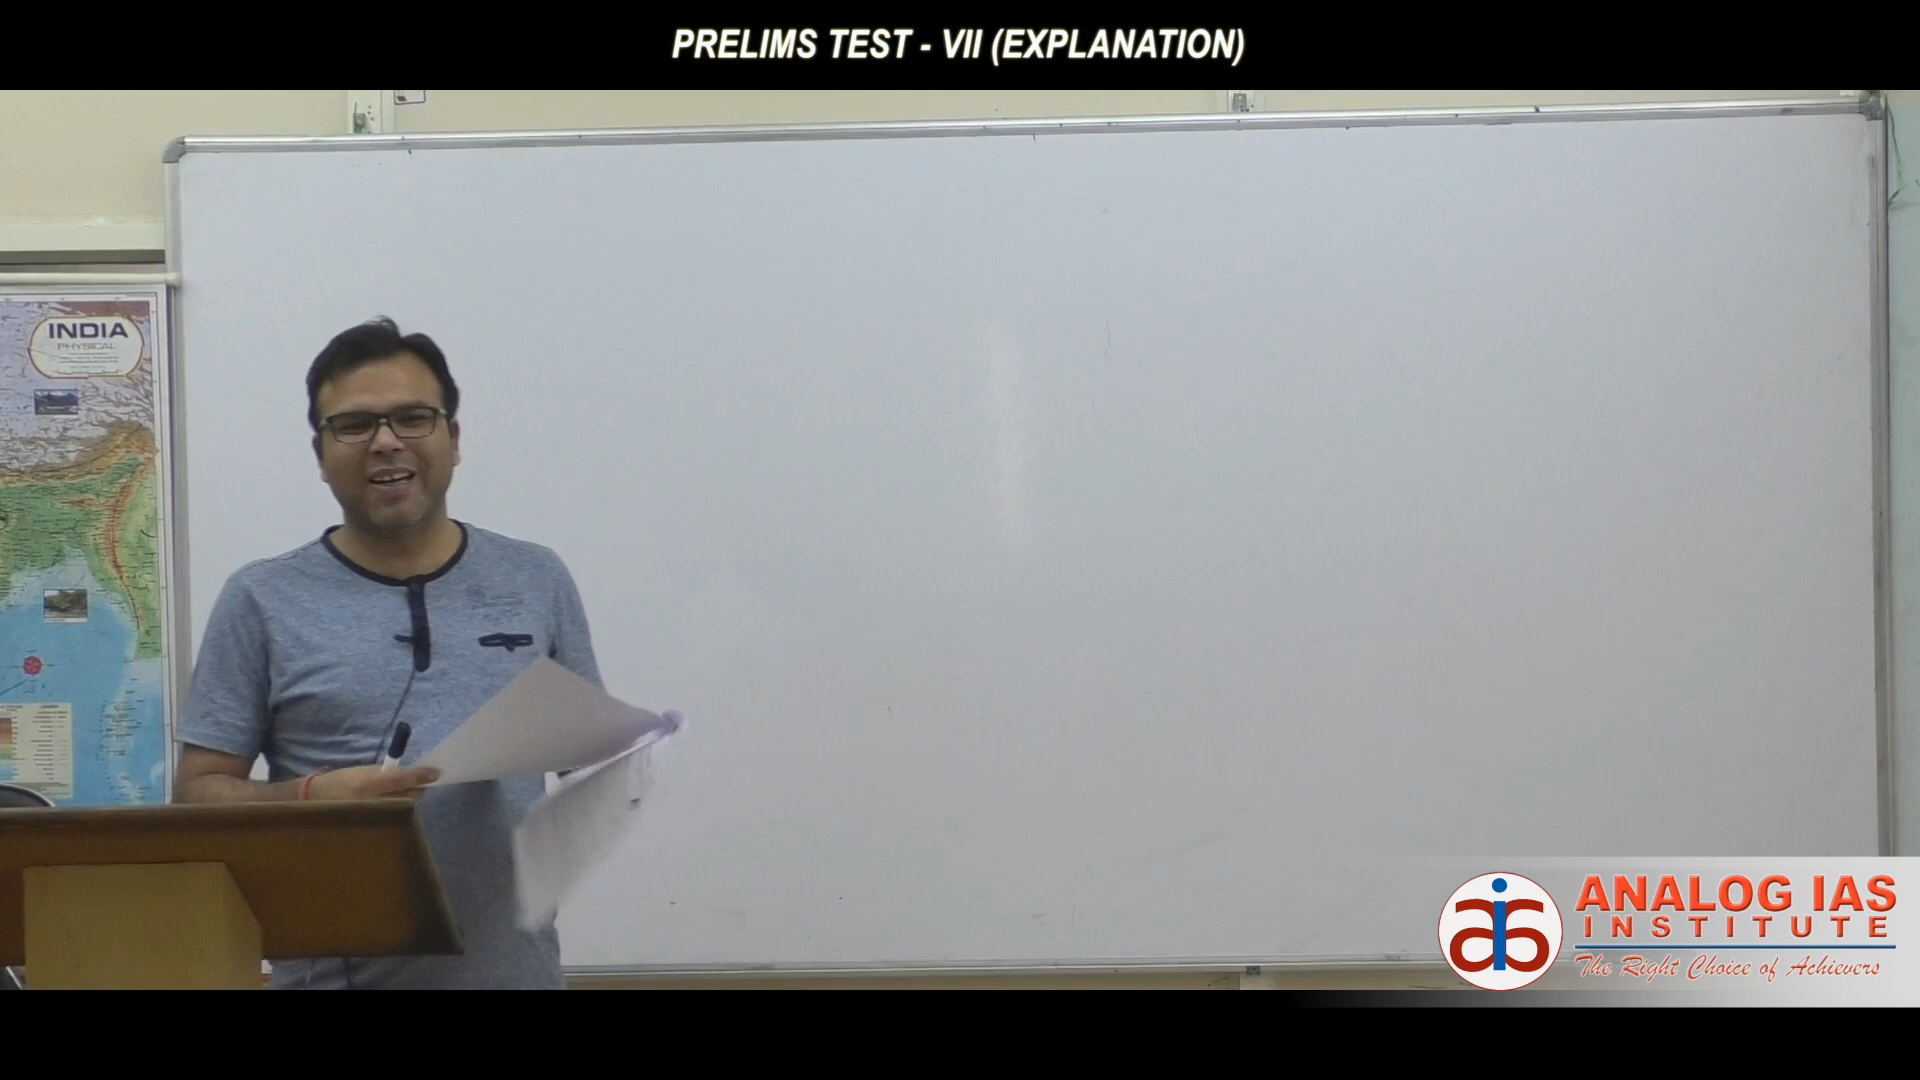 PRELIMS TEST - VII (EXPLANATION)
INDIA
PHYSICAL
ANALOG IAS
INSTITUTE
The Right Choice of Achievers